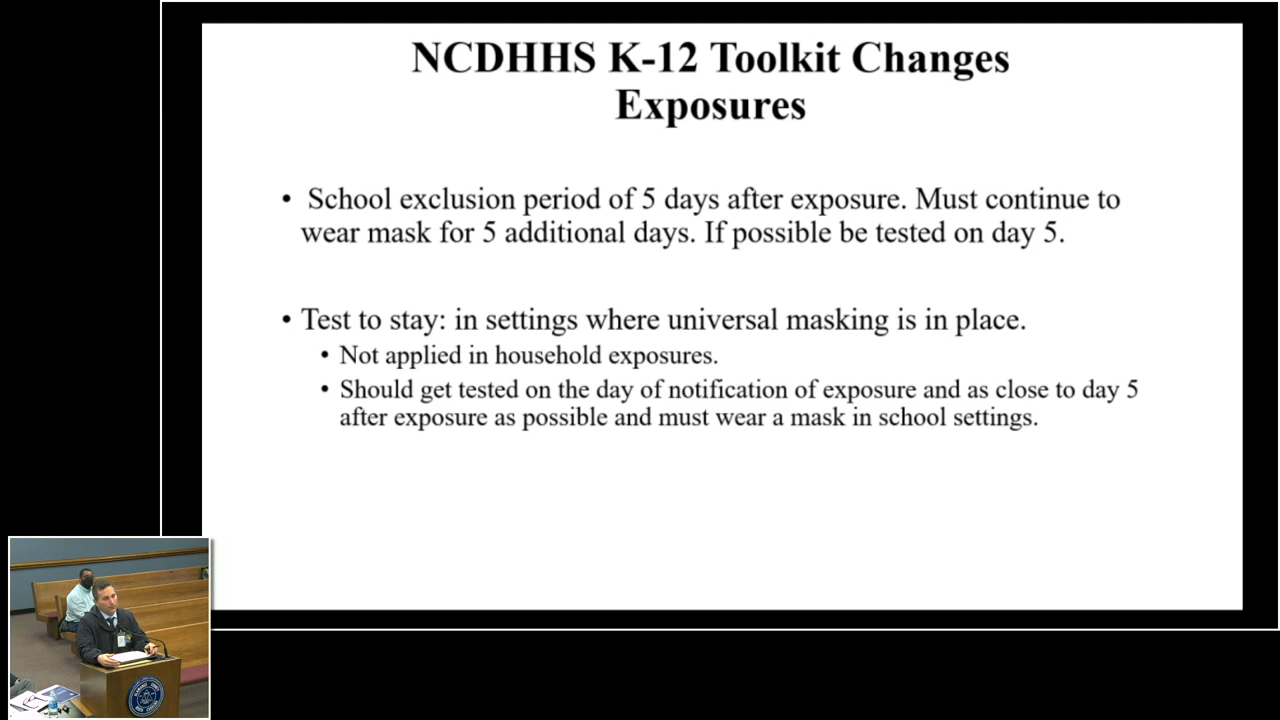 NCDHHS K-12 Toolkit Changes
Exposures
• School exclusion period of 5 days after exposure. Must continue to
wear mask for 5 additional days. If possible be tested on day 5.
• Test to stay: in settings where universal masking is in place.
• Not applied in household exposures.
• Should get tested on the day of notification of exposure and as close to day 5
after exposure as possible and must wear a mask in school settings.